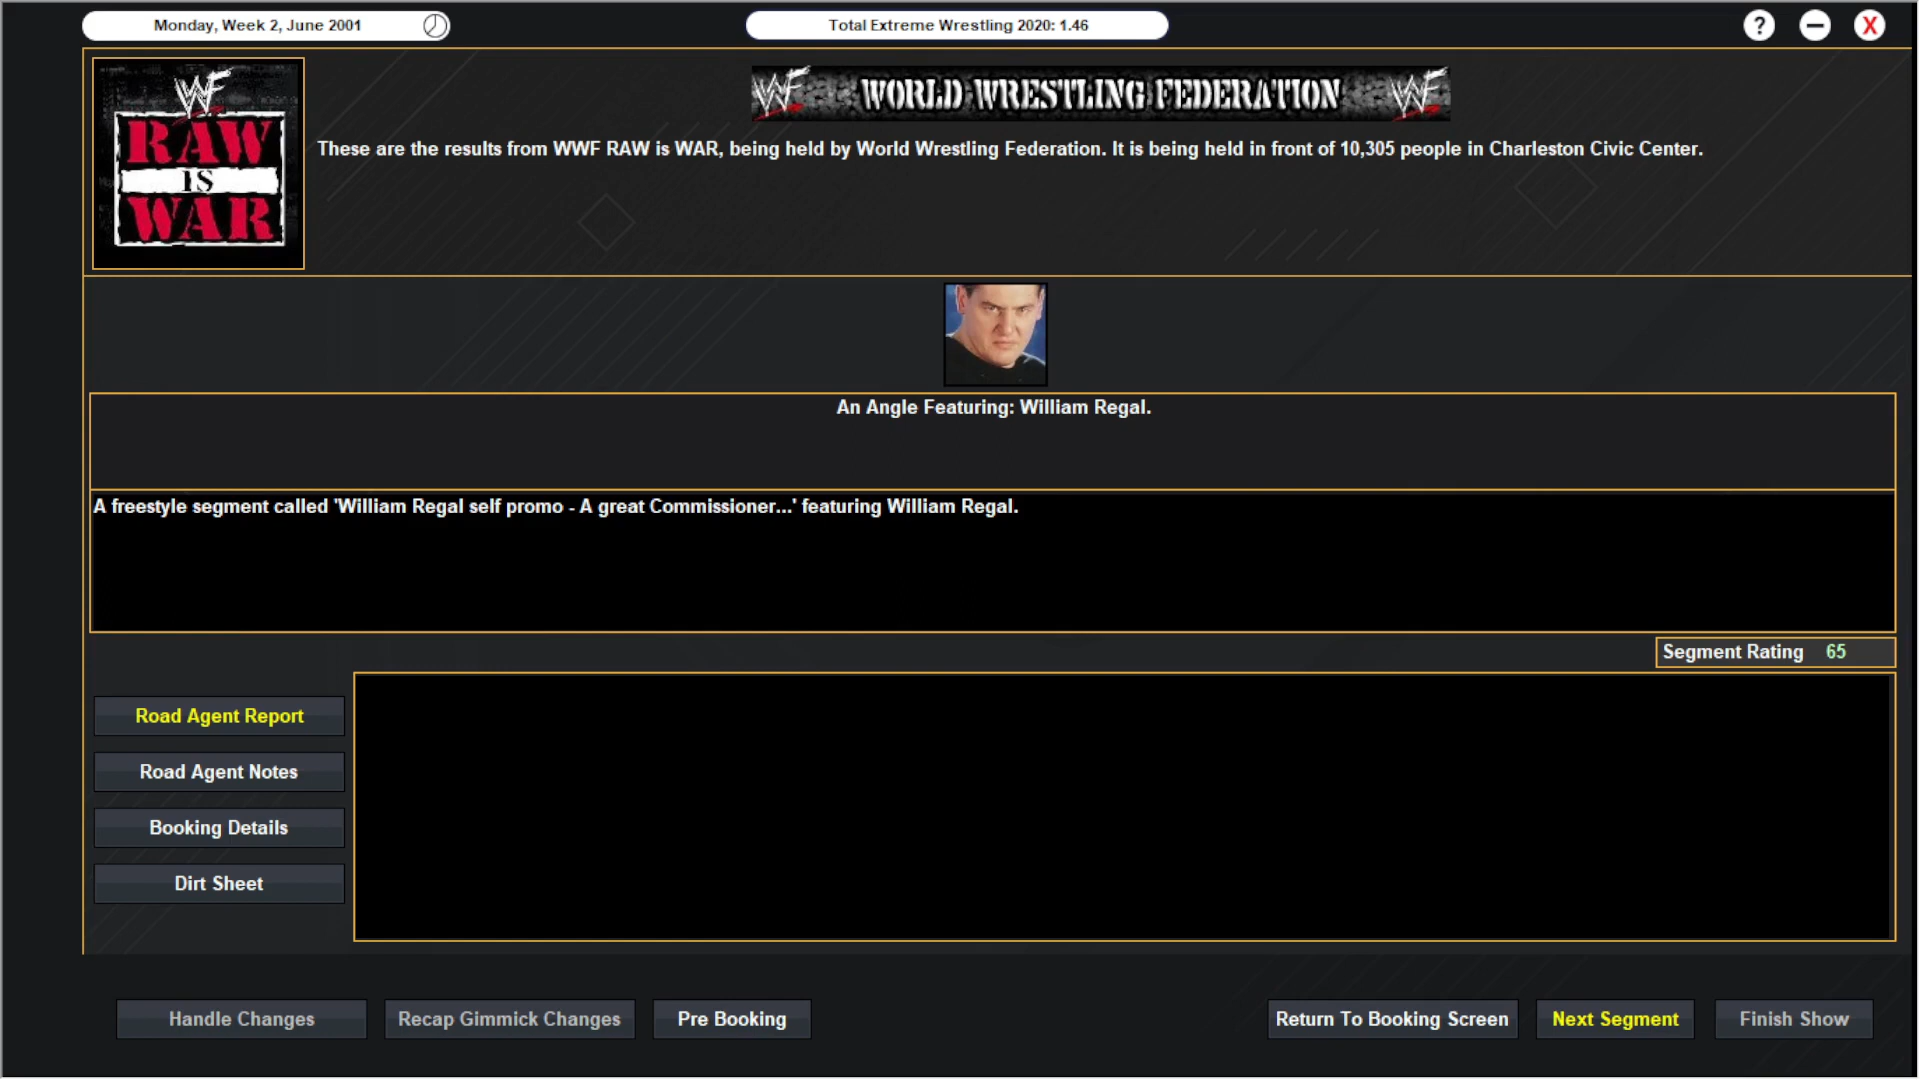 Monday, Week 2, June 2001
Total Extreme Wrestling 2020: 1.46
?
X
WF
RAW
IS
WAR
WF WORLD WRESTLING FEDERATION WF
These are the results from WWF RAW is WAR, being held by World Wrestling Federation. It is being held in front of 10,305 people in Charleston Civic Center.
An Angle Featuring: William Regal.
A freestyle segment called 'William Regal self promo - A great Commissioner...' featuring William Regal.
Segment Rating 65
Road Agent Report
Road Agent Notes
Booking Details
Dirt Sheet
Handle Changes
Recap Gimmick Changes
Pre Booking
Return To Booking Screen
Next Segment
Finish Show